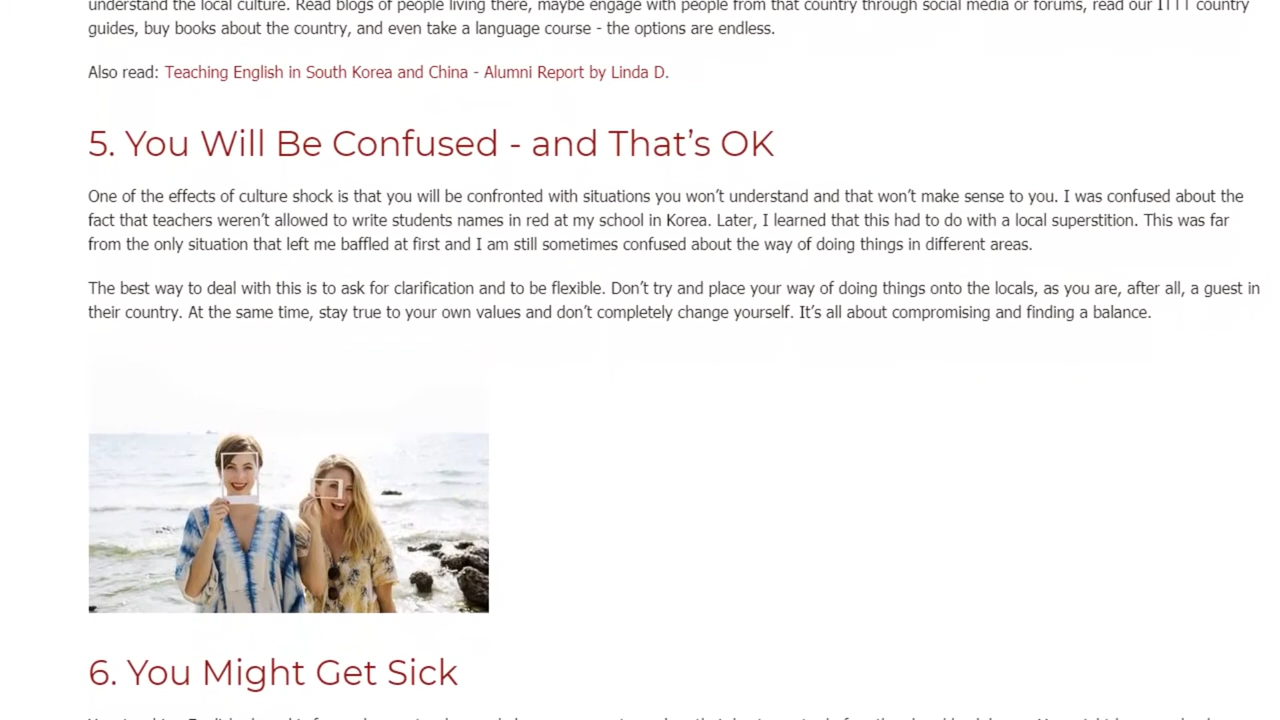 understand the local culture. Read blogs of people living there, maybe engage with people from that country through social media or forums, read our ITTT country
guides, buy books about the country, and even take a language course - the options are endless.
Also read: Teaching English in South Korea and China - Alumni Report by Linda D.
5. You Will Be Confused - and That's OK
One of the effects of culture shock is that you will be confronted with situations you won't understand and that won't make sense to you. I was confused about the
fact that teachers weren't allowed to write students names in red at my school in Korea. Later, I learned that this had to do with a local superstition. This was far
from the only situation that left me baffled at first and I am still sometimes confused about the way of doing things in different areas.
The best way to deal with this is to ask for clarification and to be flexible. Don't try and place your way of doing things onto the locals, as you are, after all, a guest in
their country. At the same time, stay true to your own values and don't completely change yourself. It's all about compromising and finding a balance.
6. You Might Get Sick